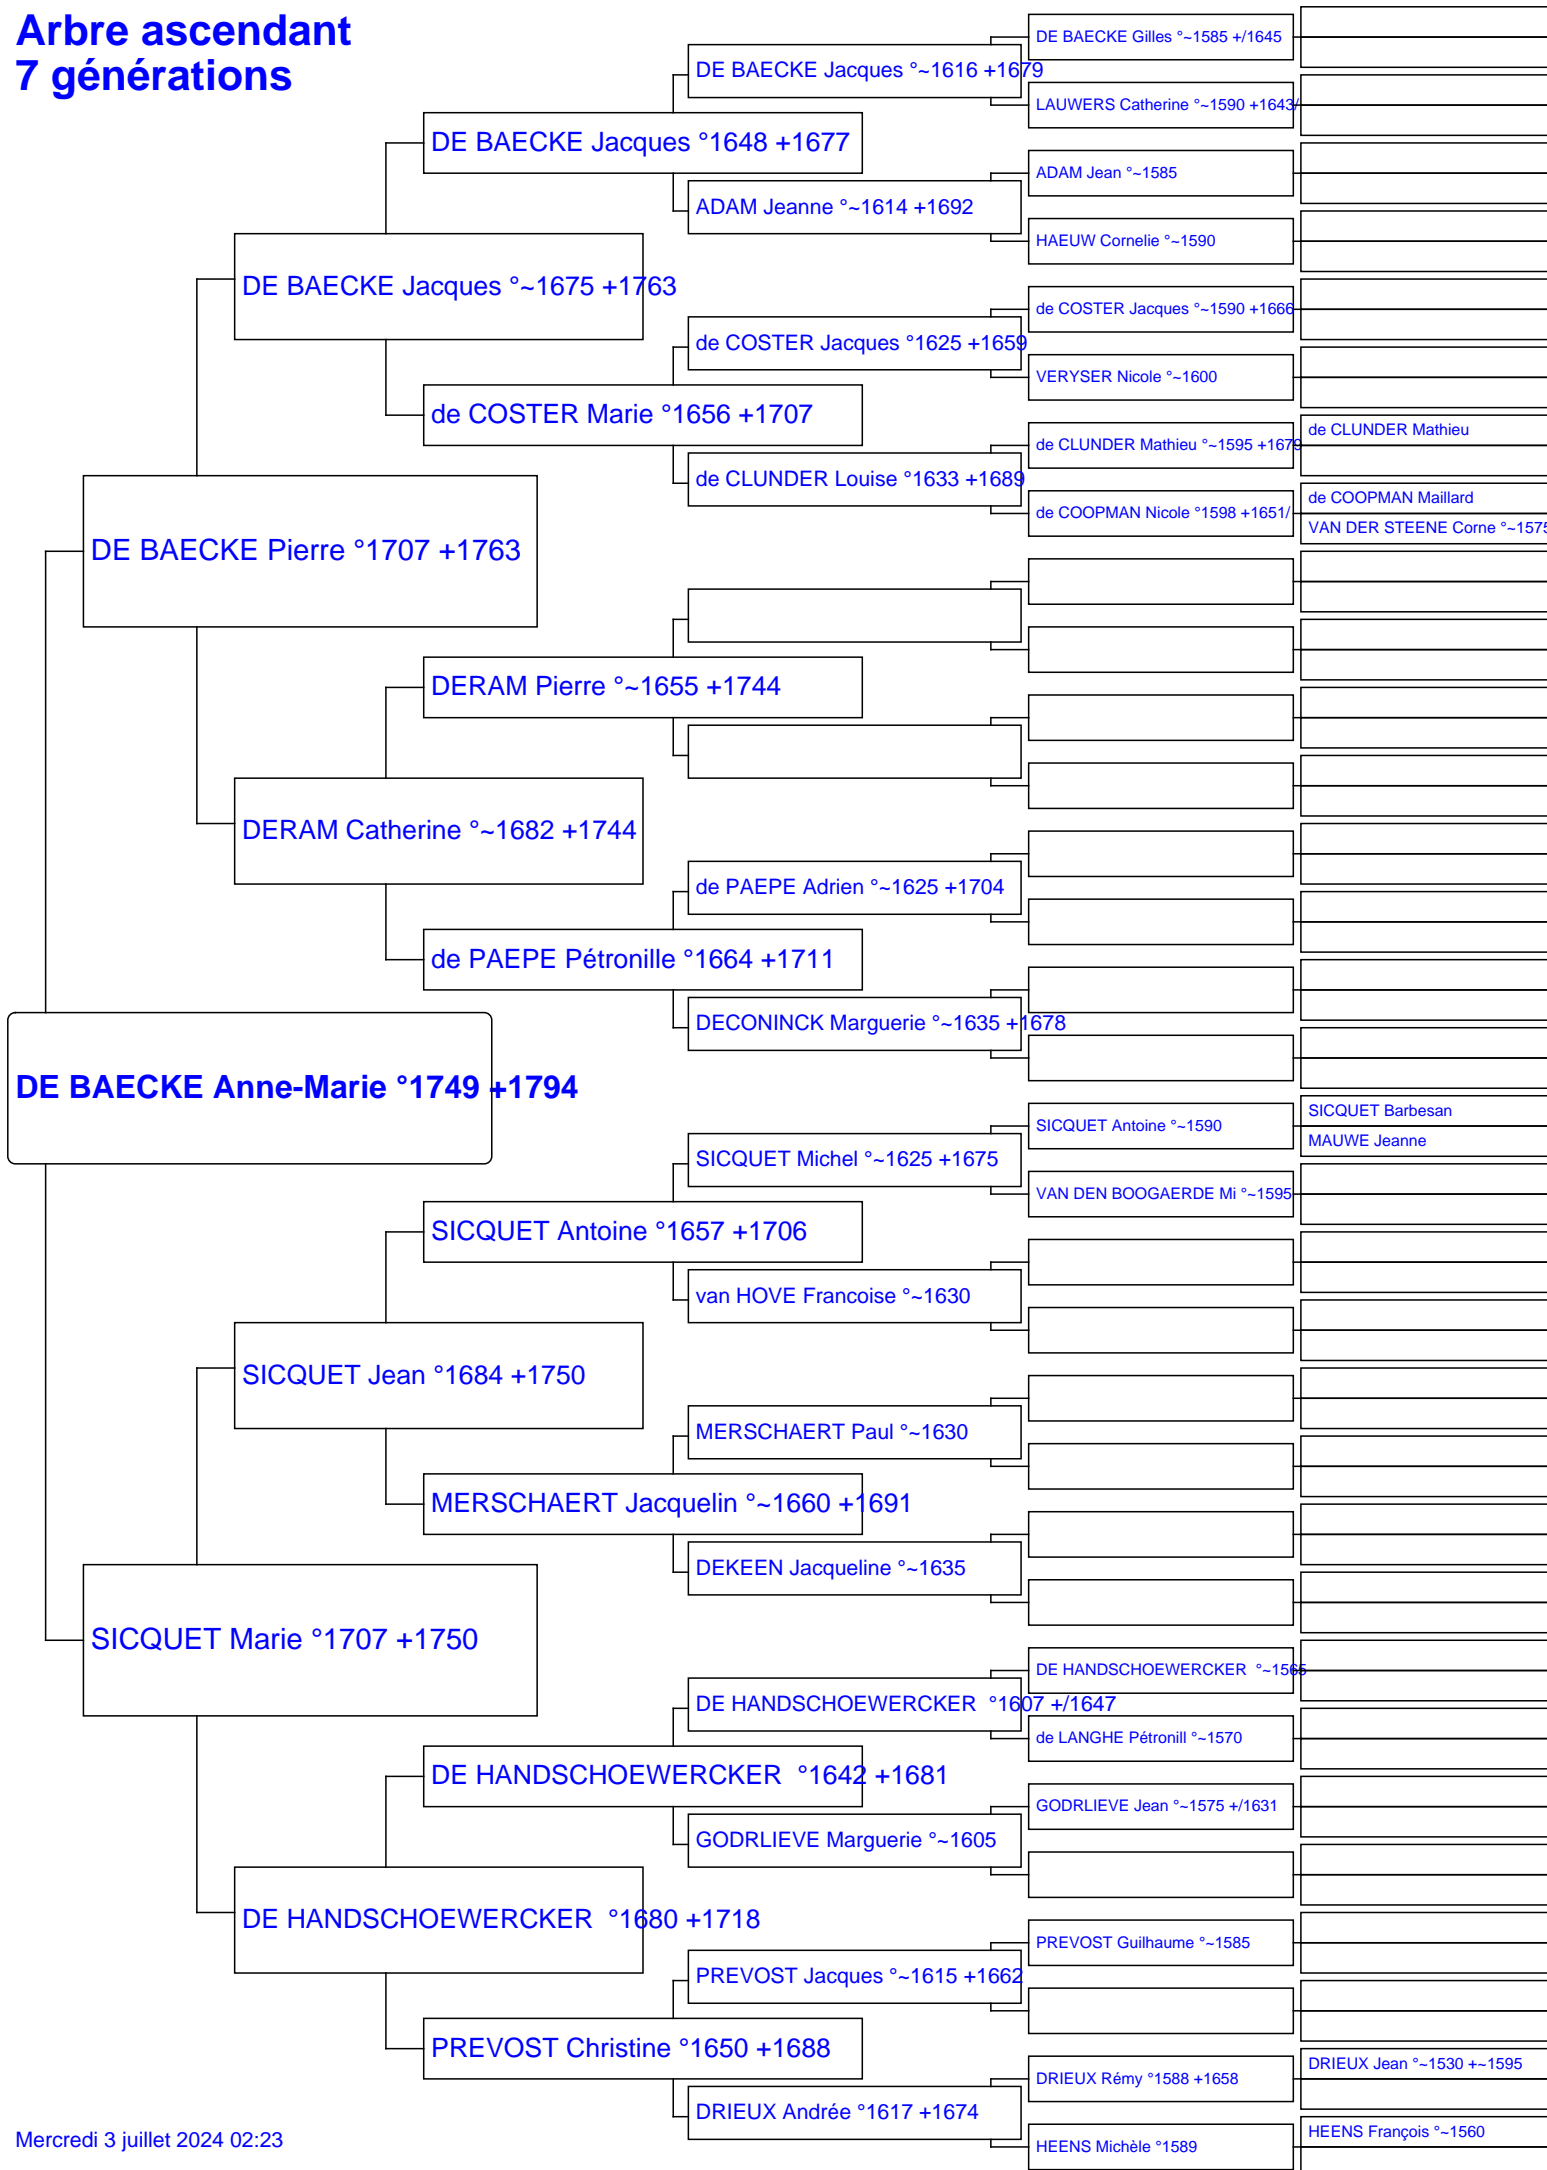 Arbre ascendant
7 générations
DE BAECKE Anne-Marie °1749 +1794
DE BAECKE Pierre °1707 +1763
SICQUET Marie °1707 +1750
DE BAECKE Jacques °~1675 +1763
DERAM Catherine °~1682 +1744
SICQUET Jean °1684 +1750
DE HANDSCHOEWERCKER °1680 +1718
DE BAECKE Jacques °1648 +1677
de COSTER Marie °1656 +1707
DERAM Pierre °~1655 +1744
de PAEPE Pétronille °1664 +1711
SICQUET Antoine °1657 +1706
MERSCHAERT Jacquelin °~1660 +1691
DE HANDSCHOEWERCKER °1642 +1681
PREVOST Christine °1650 +1688
DE BAECKE Jacques °~1616 +1679
ADAM Jeanne °~1614 +1692
de COSTER Jacques °1625 +1659
de CLUNDER Louise °1633 +1689
de PAEPE Adrien °~1625 +1704
DECONINCK Marguerie °~1635 +1678
SICQUET Michel °~1625 +1675
van HOVE Francoise °~1630
MERSCHAERT Paul °~1630
DEKEEN Jacqueline °~1635
DE HANDSCHOEWERCKER °1607 +/1647
GODRLIEVE Marguerie °~1605
PREVOST Jacques °~1615 +1662
DRIEUX Andrée °1617 +1674
DE BAECKE Gilles °~1585 +/1645
LAUWERS Catherine °~1590 +1643/
ADAM Jean °~1585
HAEUW Cornelie °~1590
de COSTER Jacques °~1590 +1666
VERYSER Nicole °~1600
de CLUNDER Mathieu °~1595 +1679
de COOPMAN Nicole °1598 +1651/
SICQUET Antoine °~1590
VAN DEN BOOGAERDE Mi °~1595
DE HANDSCHOEWERCKER °~1565
de LANGHE Pétronill °~1570
GODRLIEVE Jean °~1575 +/1631
PREVOST Guilhaume °~1585
DRIEUX Rémy °1588 +1658
HEENS Michèle °1589
de CLUNDER Mathieu
de COOPMAN Maillard
VAN DER STEENE Corne °~1575
SICQUET Barbesan
MAUWE Jeanne
DRIEUX Jean °~1530 +~1595
HEENS François °~1560
Mercredi 3 juillet 2024 02:23